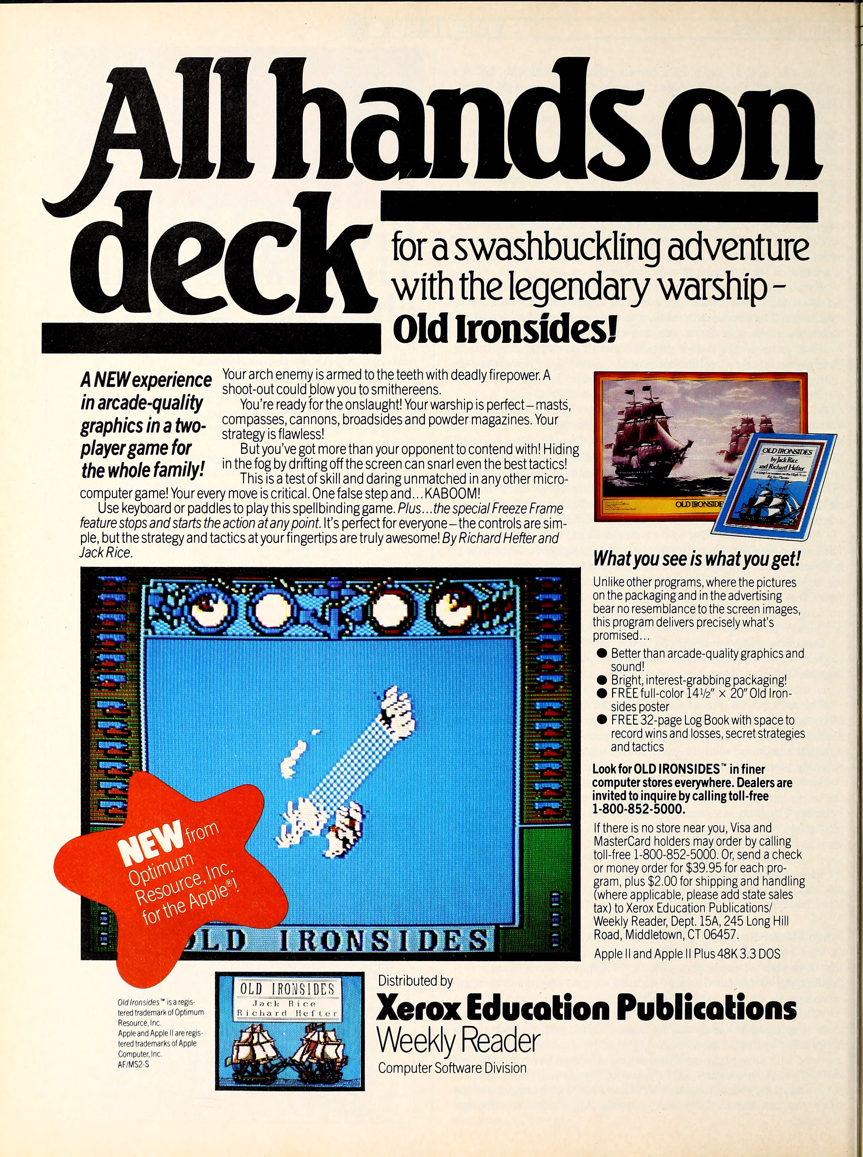 All hands on
deck
for a swashbuckling adventure
with the legendary warship –
Old Ironsides!
A NEW experience
in arcade-quality
graphics in a two-
player game for
the whole family!
Your arch enemy is armed to the teeth with deadly firepower. A
shoot-out could blow you to smithereens.
You're ready for the onslaught! Your warship is perfect – masts,
compasses, cannons, broadsides and powder magazines. Your
strategy is flawless!
But you've got more than your opponent to contend with! Hiding
in the fog by drifting off the screen can snarl even the best tactics!
This is a test of skill and daring unmatched in any other micro-
computer game! Your every move is critical. One false step and...KABOOM!
Use keyboard or paddles to play this spellbinding game. Plus...the special Freeze Frame
feature stops and starts the action at any point. It's perfect for everyone – the controls are sim-
ple, but the strategy and tactics at your fingertips are truly awesome! By Richard Hefter and
Jack Rice.
OLD IRONSIDE
OLD IRONSIDES
by Jack Rice
and Richard Hefter
What you see is what you get!
Unlike other programs, where the pictures
on the packaging and in the advertising
bear no resemblance to the screen images,
this program delivers precisely what's
promised...
● Better than arcade-quality graphics and
sound!
● Bright, interest-grabbing packaging!
● FREE full-color 14 1/2" × 20" Old Iron-
sides poster
● FREE 32-page Log Book with space to
record wins and losses, secret strategies
and tactics
Look for OLD IRONSIDES™ in finer
computer stores everywhere. Dealers are
invited to inquire by calling toll-free
1-800-852-5000.
If there is no store near you, Visa and
MasterCard holders may order by calling
toll-free 1-800-852-5000. Or, send a check
or money order for $39.95 for each pro-
gram, plus $2.00 for shipping and handling
(where applicable, please add state sales
tax) to Xerox Education Publications/
Weekly Reader, Dept. 15A, 245 Long Hill
Road, Middletown, CT 06457.
Apple II and Apple II Plus 48K 3.3 DOS
NEW from
Optimum
Resource, Inc.
for the Apple®!
OLD IRONSIDES
Old Ironsides™ is a regis-
tered trademark of Optimum
Resource, Inc.
Apple and Apple II are regis-
tered trademarks of Apple
Computer, Inc.
AF/MS2-S
OLD IRONSIDES
Jack Rice
Richard Hefter
Distributed by
Xerox Education Publications
Weekly Reader
Computer Software Division